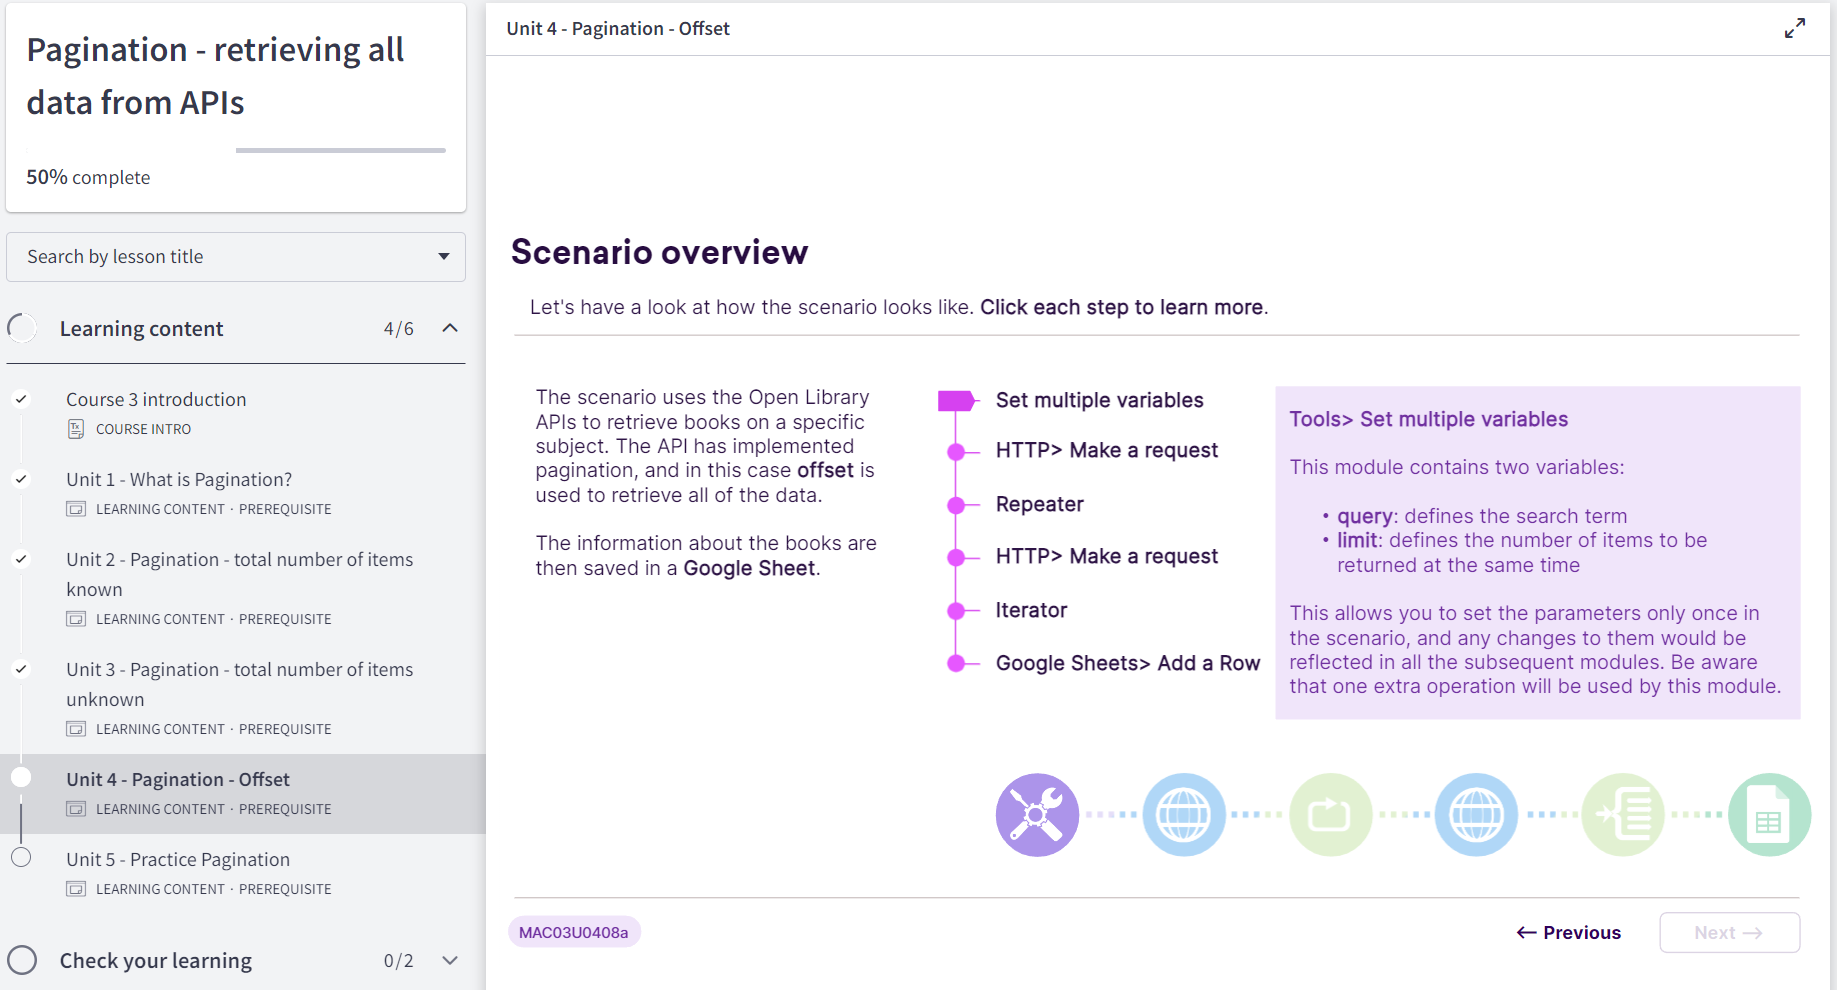 Pagination - retrieving all
data from APIs
50% complete
Search by lesson title
Learning content 4/6
Course 3 introduction
Tx COURSE INTRO
Unit 1 - What is Pagination?
LEARNING CONTENT · PREREQUISITE
Unit 2 - Pagination - total number of items
known
LEARNING CONTENT · PREREQUISITE
Unit 3 - Pagination - total number of items
unknown
LEARNING CONTENT · PREREQUISITE
Unit 4 - Pagination - Offset
LEARNING CONTENT · PREREQUISITE
Unit 5 - Practice Pagination
LEARNING CONTENT · PREREQUISITE
Check your learning 0/2
Unit 4 - Pagination - Offset
Scenario overview
Let's have a look at how the scenario looks like. Click each step to learn more.
The scenario uses the Open Library
APIs to retrieve books on a specific
subject. The API has implemented
pagination, and in this case offset is
used to retrieve all of the data.
The information about the books are
then saved in a Google Sheet.
Set multiple variables
HTTP> Make a request
Repeater
HTTP> Make a request
Iterator
Google Sheets> Add a Row
Tools> Set multiple variables
This module contains two variables:
• query: defines the search term
• limit: defines the number of items to be
returned at the same time
This allows you to set the parameters only once in
the scenario, and any changes to them would be
reflected in all the subsequent modules. Be aware
that one extra operation will be used by this module.
MAC03U0408a
← Previous
Next →